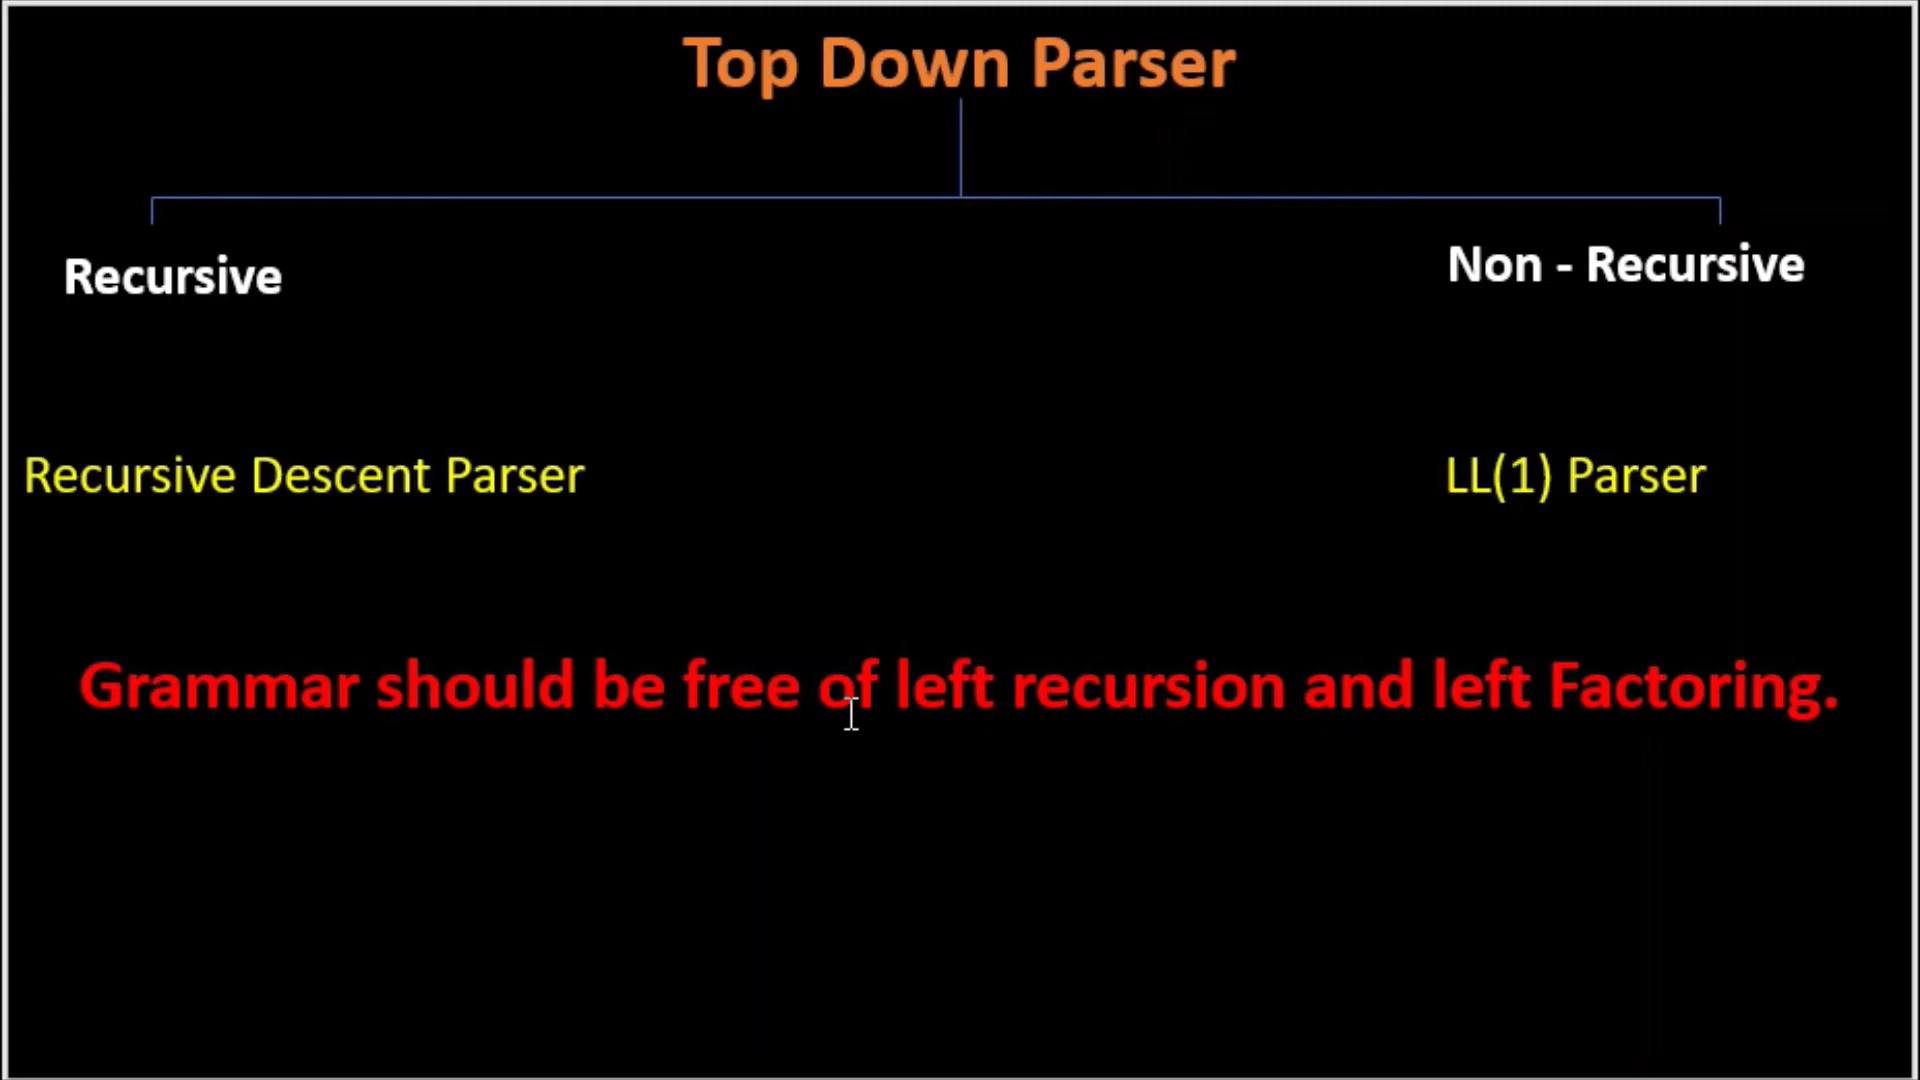 Top Down Parser
Recursive
Non - Recursive
Recursive Descent Parser
LL(1) Parser
Grammar should be free of left recursion and left Factoring.